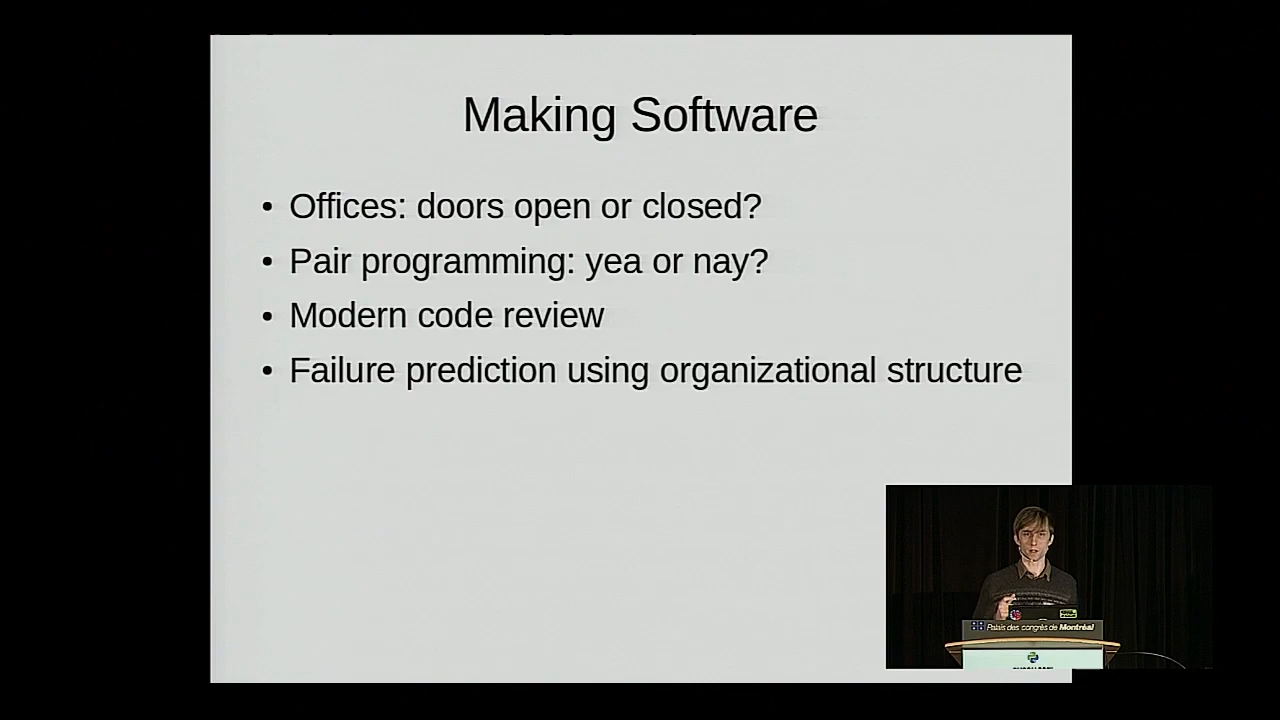 Making Software
• Offices: doors open or closed?
• Pair programming: yea or nay?
• Modern code review
• Failure prediction using organizational structure
Palais des congrès de Montréal